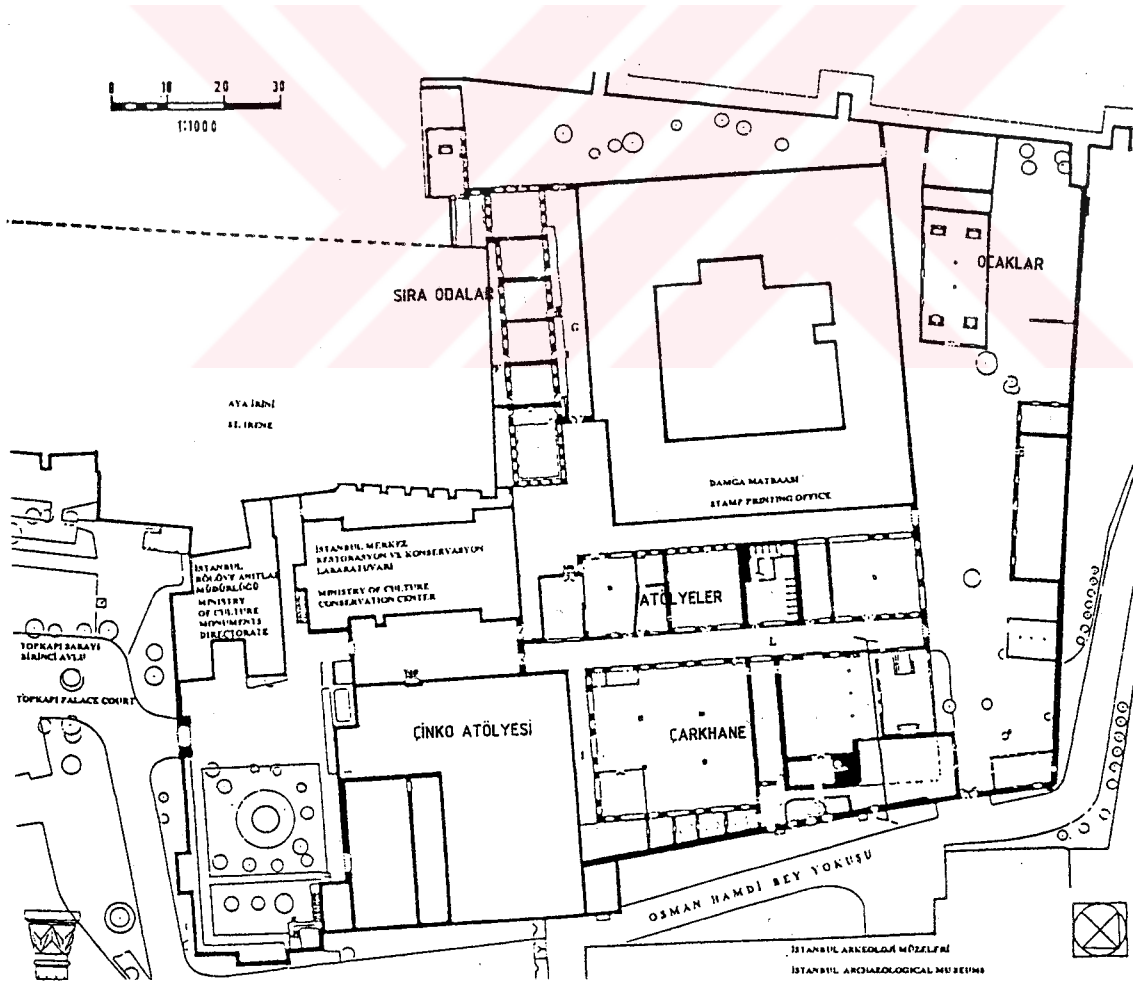 0 10 20 30
1:1000
SIRA ODALAR
OCAKLAR
G
AYA İRİNİ
ST. IRENE
DAMGA MATBAASI
STAMP PRINTING OFFICE
İSTANBUL MERKEZ
RESTORASYON VE KONSERVASYON
LABARATUVARI
MINISTRY OF CULTURE
CONSERVATION CENTER
İSTANBUL
RÖLÖVE ANITLAR
MÜDÜRLÜĞÜ
MINISTRY
OF CULTURE
MONUMENTS
DIRECTORATE
ATÖLYELER
L
TOPKAPI SARAYI
BİRİNCİ AVLU
TOPKAPI PALACE COURT
ÇİNKO ATÖLYESİ
ÇARKHANE
OSMAN HAMDİ BEY YOKUŞU
İSTANBUL ARKEOLOJİ MÜZELERİ
İSTANBUL ARCHAEOLOGICAL MUSEUMS